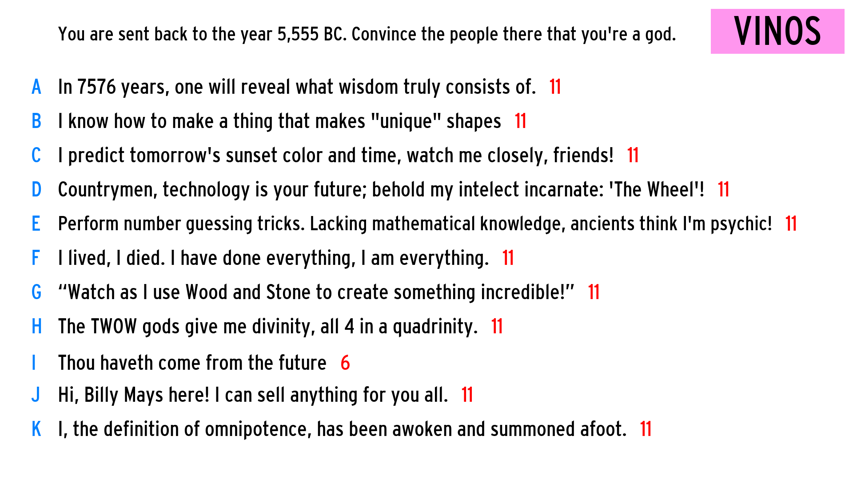 You are sent back to the year 5,555 BC. Convince the people there that you're a god.
VINOS
A In 7576 years, one will reveal what wisdom truly consists of. 11
B I know how to make a thing that makes "unique" shapes 11
C I predict tomorrow's sunset color and time, watch me closely, friends! 11
D Countrymen, technology is your future; behold my intelect incarnate: 'The Wheel'! 11
E Perform number guessing tricks. Lacking mathematical knowledge, ancients think I'm psychic! 11
F I lived, I died. I have done everything, I am everything. 11
G “Watch as I use Wood and Stone to create something incredible!” 11
H The TWOW gods give me divinity, all 4 in a quadrinity. 11
I Thou haveth come from the future 6
J Hi, Billy Mays here! I can sell anything for you all. 11
K I, the definition of omnipotence, has been awoken and summoned afoot. 11